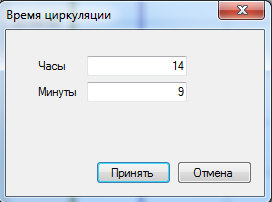 Время циркуляции
Часы 14
Минуты 9
Принять Отмена